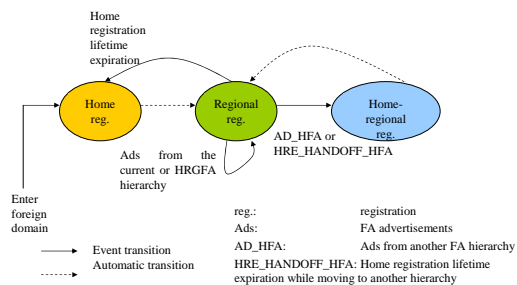 Home
registration
lifetime
expiration
Home
reg.
Regional
reg.
Home-
regional
reg.
AD_HFA or
HRE_HANDOFF_HFA
Ads from the
current or HRGFA
hierarchy
Enter
foreign
domain
Event transition
Automatic transition
reg.: registration
Ads: FA advertisements
AD_HFA: Ads from another FA hierarchy
HRE_HANDOFF_HFA: Home registration lifetime
expiration while moving to another hierarchy